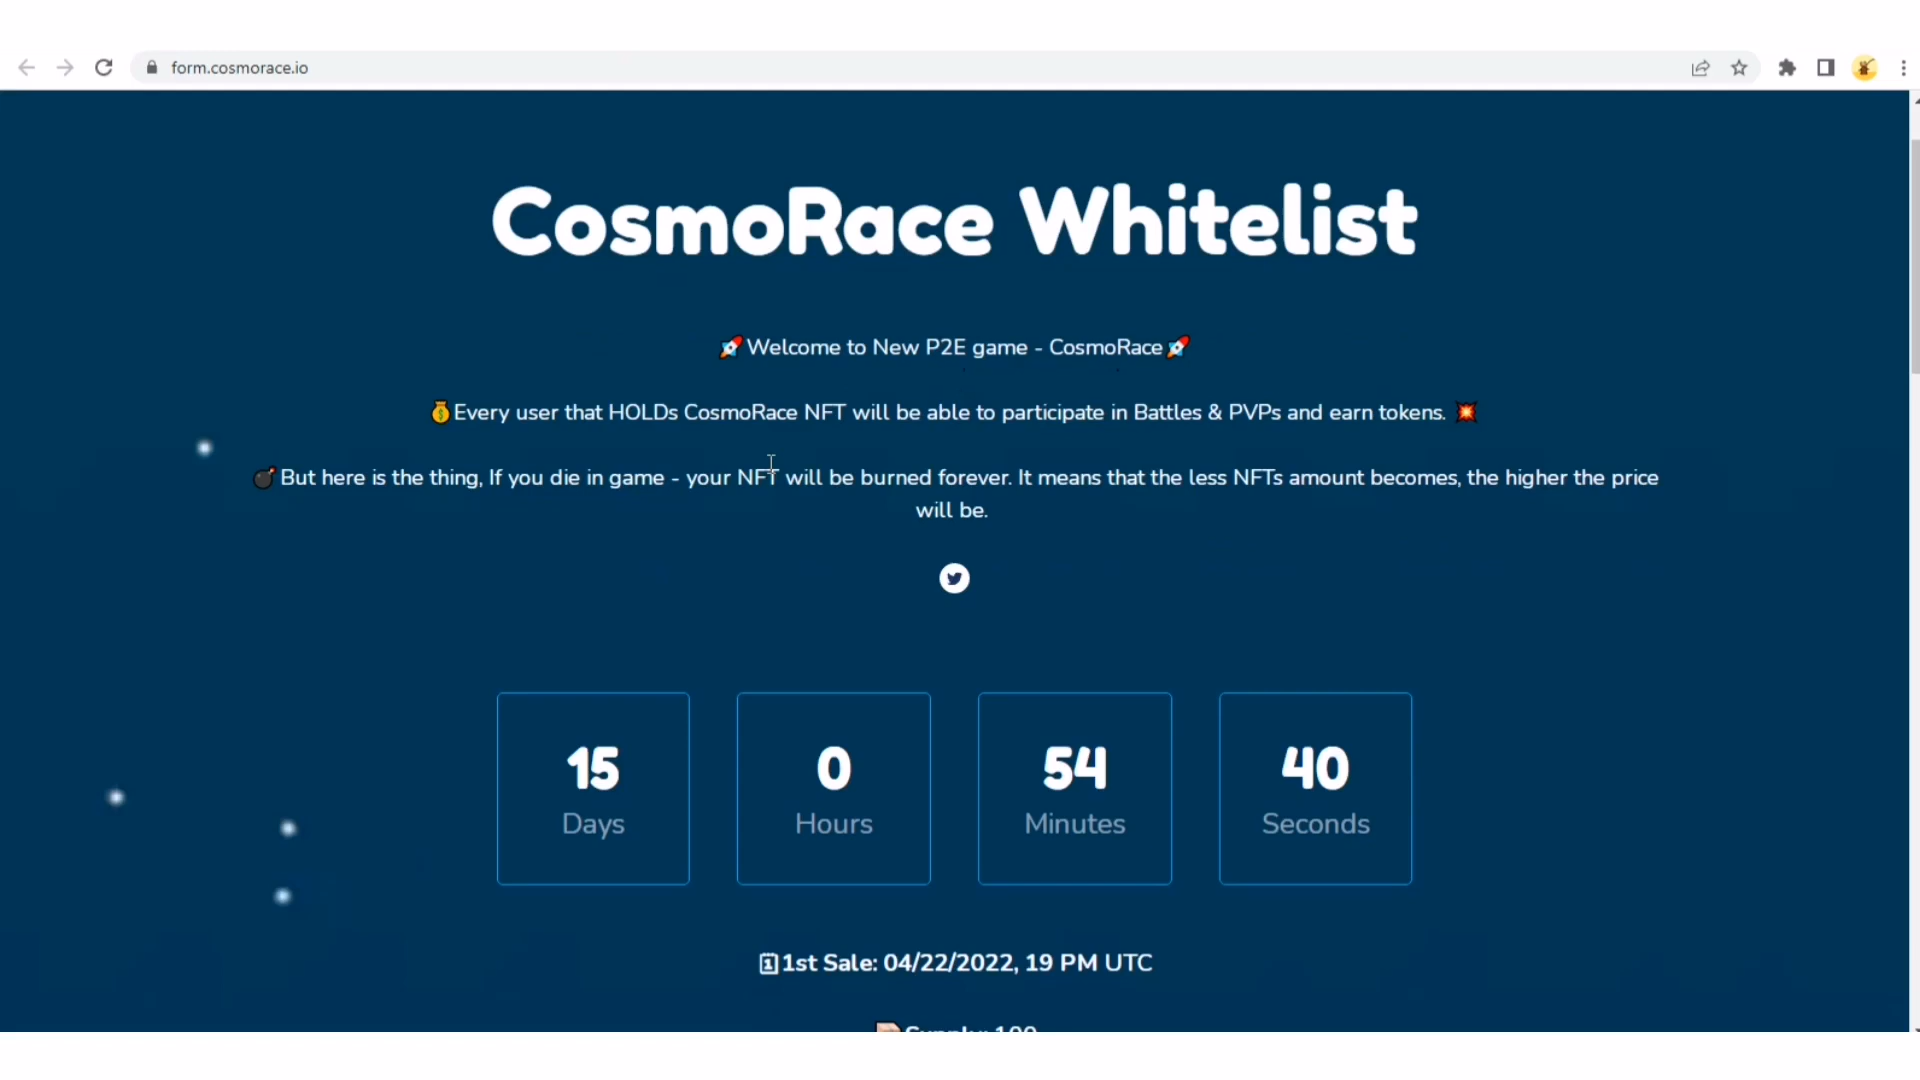 form.cosmorace.io
CosmoRace Whitelist
🚀Welcome to New P2E game - CosmoRace🚀
💰Every user that HOLDs CosmoRace NFT will be able to participate in Battles & PVPs and earn tokens. 💥
💣But here is the thing, If you die in game - your NFT will be burned forever. It means that the less NFTs amount becomes, the higher the price
will be.
15 0 54 40
Days Hours Minutes Seconds
1st Sale: 04/22/2022, 19 PM UTC
Supply: 100